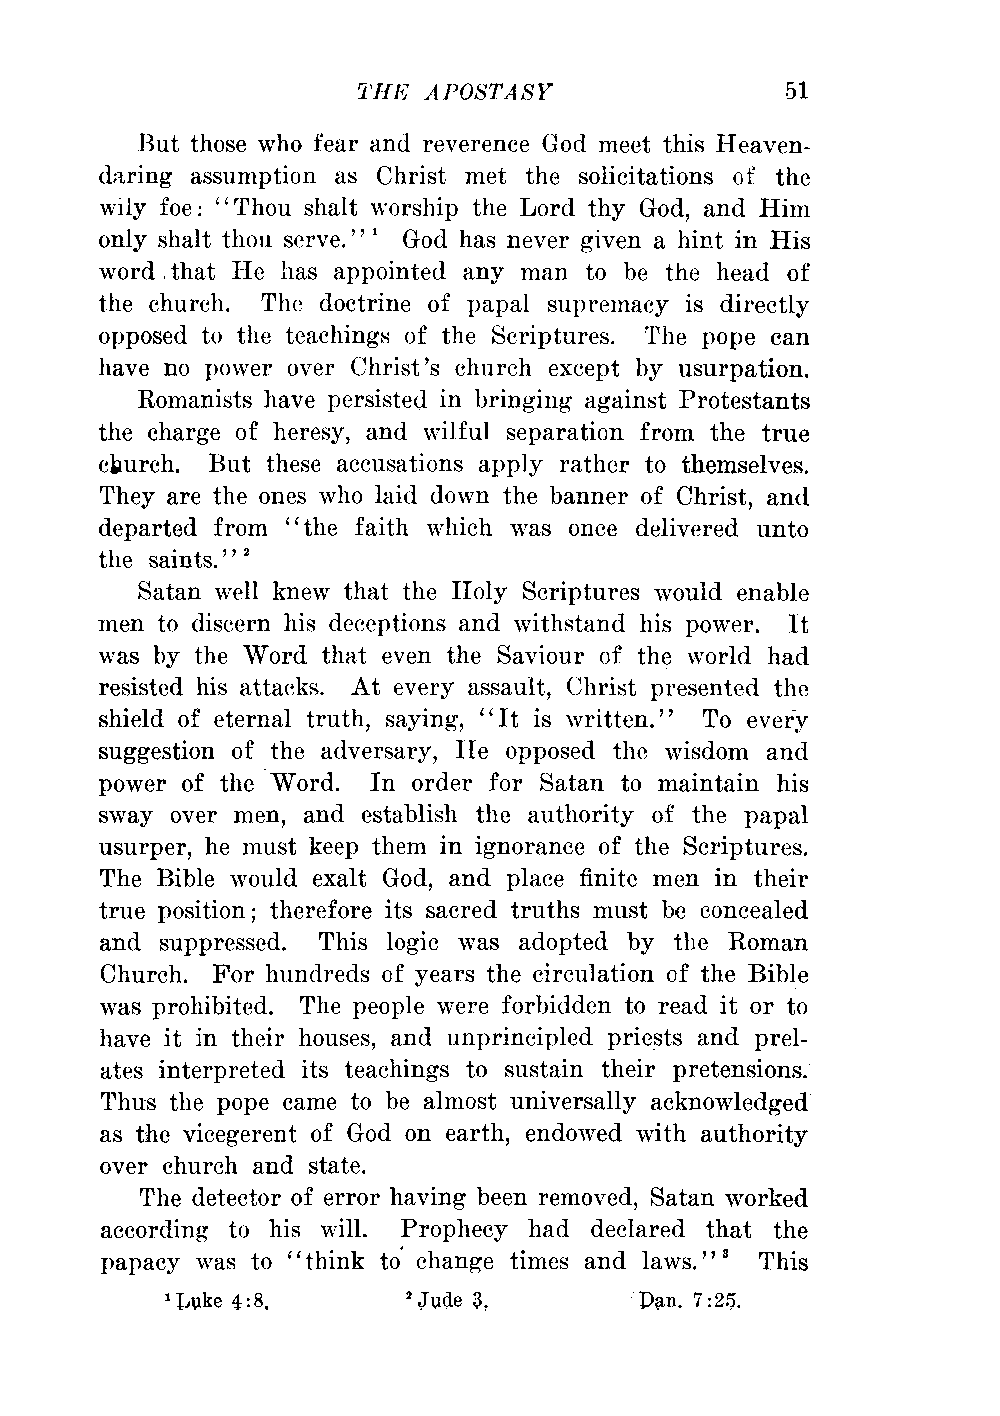 THE APOSTASY 51
But those who fear and reverence God meet this Heaven-
daring assumption as Christ met the solicitations of the
wily foe: "Thou shalt worship the Lord thy God, and Him
only shalt thou serve."¹ God has never given a hint in His
word that He has appointed any man to be the head of
the church. The doctrine of papal supremacy is directly
opposed to the teachings of the Scriptures. The pope can
have no power over Christ's church except by usurpation.
Romanists have persisted in bringing against Protestants
the charge of heresy, and wilful separation from the true
church. But these accusations apply rather to themselves.
They are the ones who laid down the banner of Christ, and
departed from "the faith which was once delivered unto
the saints."²
Satan well knew that the Holy Scriptures would enable
men to discern his deceptions and withstand his power. It
was by the Word that even the Saviour of the world had
resisted his attacks. At every assault, Christ presented the
shield of eternal truth, saying, "It is written." To every
suggestion of the adversary, He opposed the wisdom and
power of the Word. In order for Satan to maintain his
sway over men, and establish the authority of the papal
usurper, he must keep them in ignorance of the Scriptures.
The Bible would exalt God, and place finite men in their
true position; therefore its sacred truths must be concealed
and suppressed. This logic was adopted by the Roman
Church. For hundreds of years the circulation of the Bible
was prohibited. The people were forbidden to read it or to
have it in their houses, and unprincipled priests and prel-
ates interpreted its teachings to sustain their pretensions.
Thus the pope came to be almost universally acknowledged
as the vicegerent of God on earth, endowed with authority
over church and state.
The detector of error having been removed, Satan worked
according to his will. Prophecy had declared that the
papacy was to "think to change times and laws."³ This
¹ Luke 4:8. ² Jude 3. Dan. 7:25.